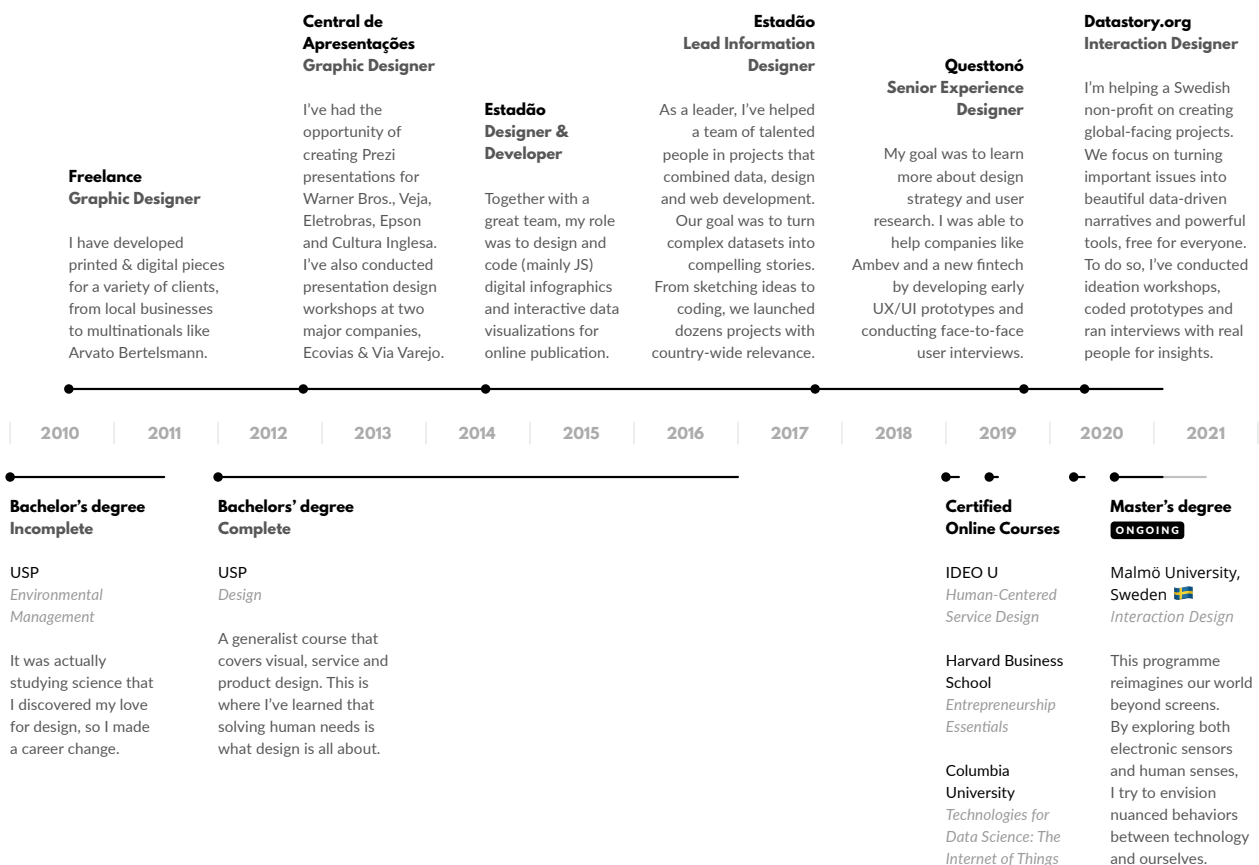 Freelance
Graphic Designer
I have developed
printed & digital pieces
for a variety of clients,
from local businesses
to multinationals like
Arvato Bertelsmann.
Central de
Apresentações
Graphic Designer
I've had the
opportunity of
creating Prezi
presentations for
Warner Bros., Veja,
Eletrobras, Epson
and Cultura Inglesa.
I've also conducted
presentation design
workshops at two
major companies,
Ecovias & Via Varejo.
Estadão
Designer &
Developer
Together with a
great team, my role
was to design and
code (mainly JS)
digital infographics
and interactive data
visualizations for
online publication.
Estadão
Lead Information
Designer
As a leader, I've helped
a team of talented
people in projects that
combined data, design
and web development.
Our goal was to turn
complex datasets into
compelling stories.
From sketching ideas to
coding, we launched
dozens projects with
country-wide relevance.
Questtonó
Senior Experience
Designer
My goal was to learn
more about design
strategy and user
research. I was able to
help companies like
Ambev and a new fintech
by developing early
UX/UI prototypes and
conducting face-to-face
user interviews.
Datastory.org
Interaction Designer
I'm helping a Swedish
non-profit on creating
global-facing projects.
We focus on turning
important issues into
beautiful data-driven
narratives and powerful
tools, free for everyone.
To do so, I've conducted
ideation workshops,
coded prototypes and
ran interviews with real
people for insights.
2010 2011 2012 2013 2014 2015 2016 2017 2018 2019 2020 2021
Bachelor's degree
Incomplete
USP
Environmental
Management
It was actually
studying science that
I discovered my love
for design, so I made
a career change.
Bachelors' degree
Complete
USP
Design
A generalist course that
covers visual, service and
product design. This is
where I've learned that
solving human needs is
what design is all about.
Certified
Online Courses
IDEO U
Human-Centered
Service Design
Harvard Business
School
Entrepreneurship
Essentials
Columbia
University
Technologies for
Data Science: The
Internet of Things
Master's degree
ONGOING
Malmö University,
Sweden 🇸🇪
Interaction Design
This programme
reimagines our world
beyond screens.
By exploring both
electronic sensors
and human senses,
I try to envision
nuanced behaviors
between technology
and ourselves.